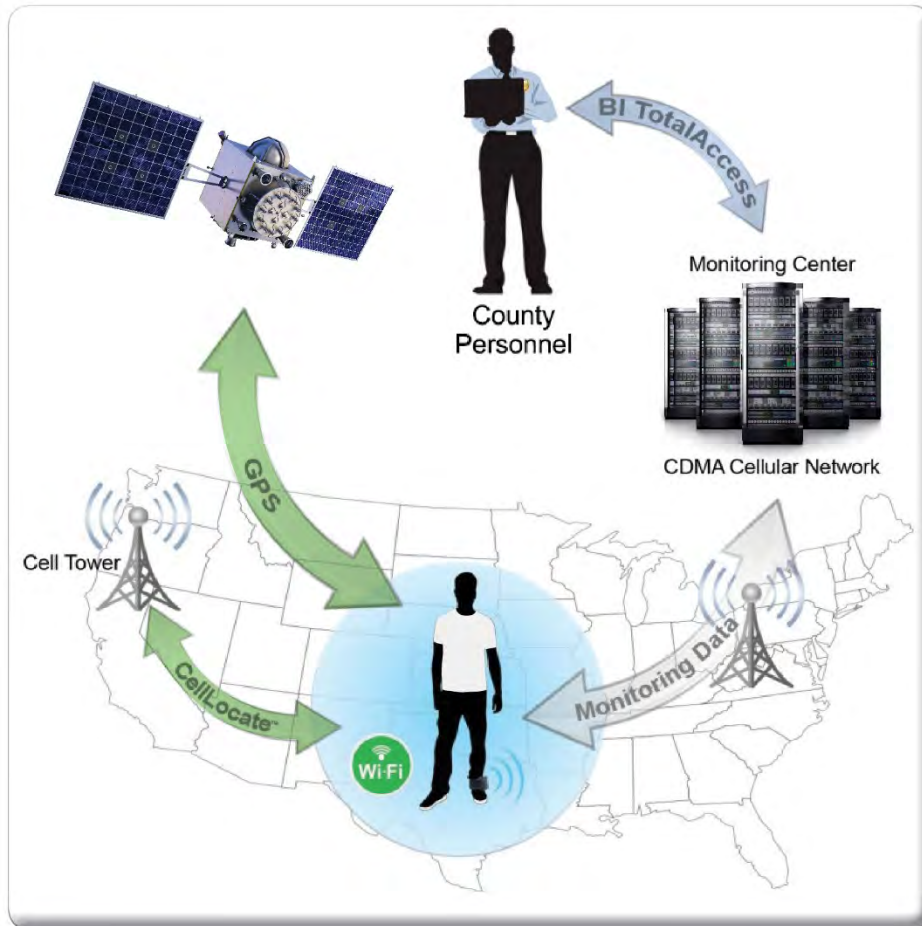 BI TotalAccess
Monitoring Center
County
Personnel
CDMA Cellular Network
GPS
Cell Tower
CellLocate™
Monitoring Data
Wi-Fi